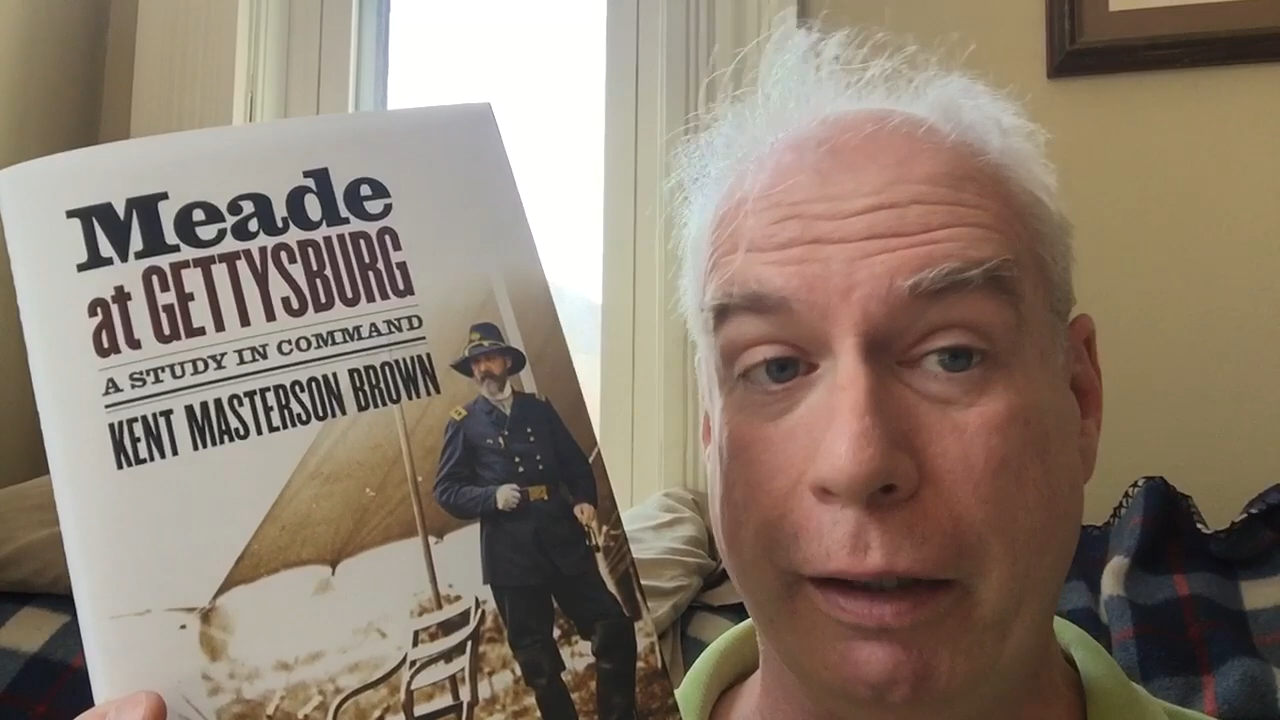 Meade
at GETTYSBURG
A STUDY IN COMMAND
KENT MASTERSON BROWN